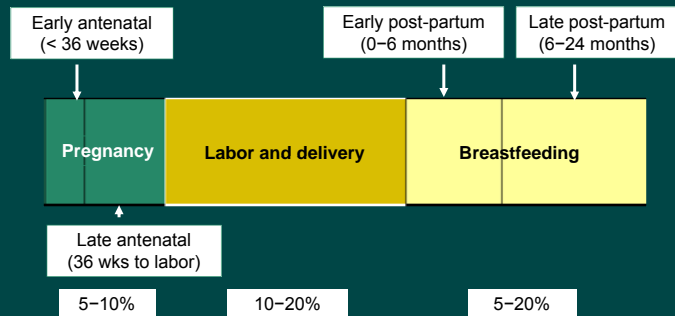 Early antenatal
(< 36 weeks)
Early post-partum
(0−6 months)
Late post-partum
(6−24 months)
Pregnancy
Labor and delivery
Breastfeeding
Late antenatal
(36 wks to labor)
5−10%
10−20%
5−20%